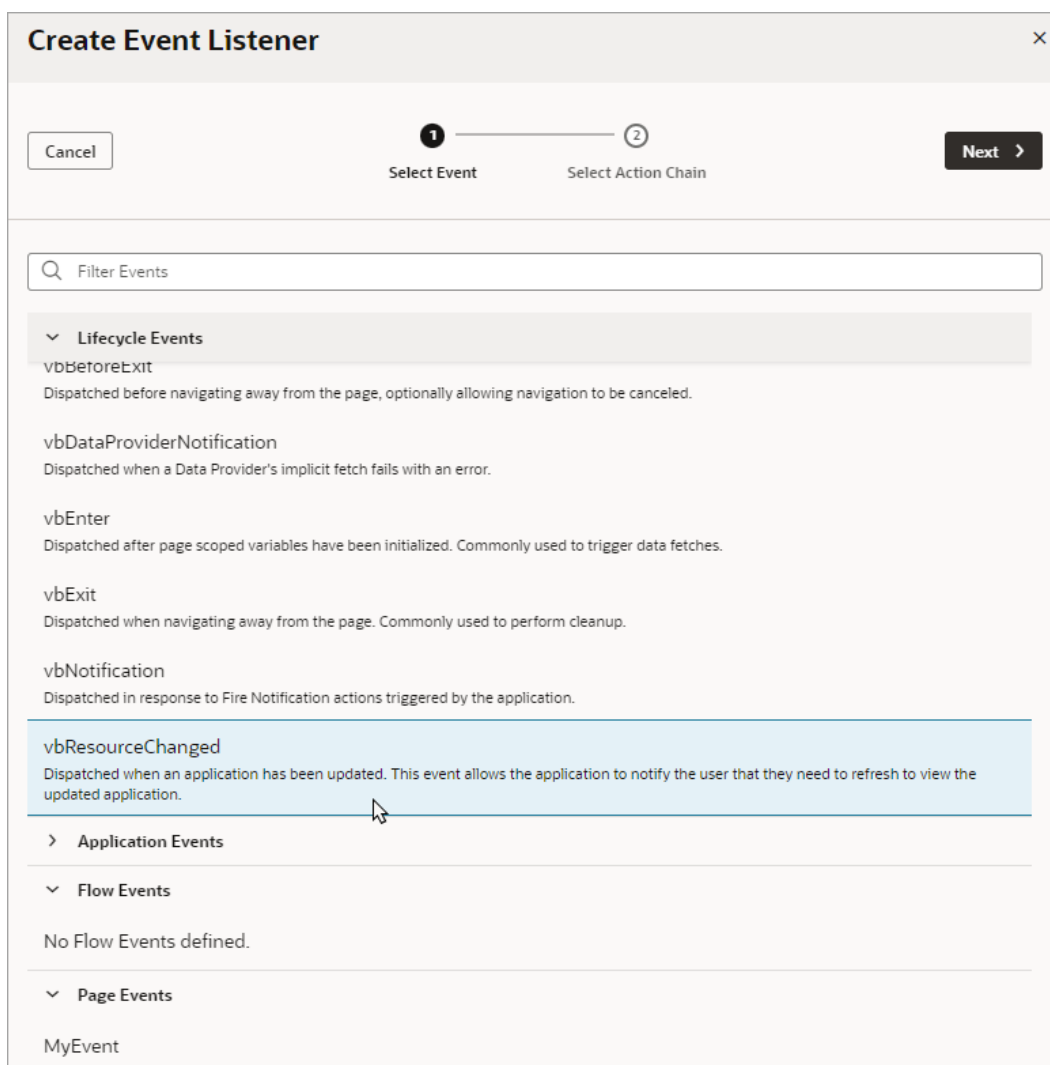 Create Event Listener
Cancel
1
2
Next
Select Event
Select Action Chain
Filter Events
Lifecycle Events
vbBeforeExit
Dispatched before navigating away from the page, optionally allowing navigation to be canceled.
vbDataProviderNotification
Dispatched when a Data Provider's implicit fetch fails with an error.
vbEnter
Dispatched after page scoped variables have been initialized. Commonly used to trigger data fetches.
vbExit
Dispatched when navigating away from the page. Commonly used to perform cleanup.
vbNotification
Dispatched in response to Fire Notification actions triggered by the application.
vbResourceChanged
Dispatched when an application has been updated. This event allows the application to notify the user that they need to refresh to view the
updated application.
Application Events
Flow Events
No Flow Events defined.
Page Events
MyEvent